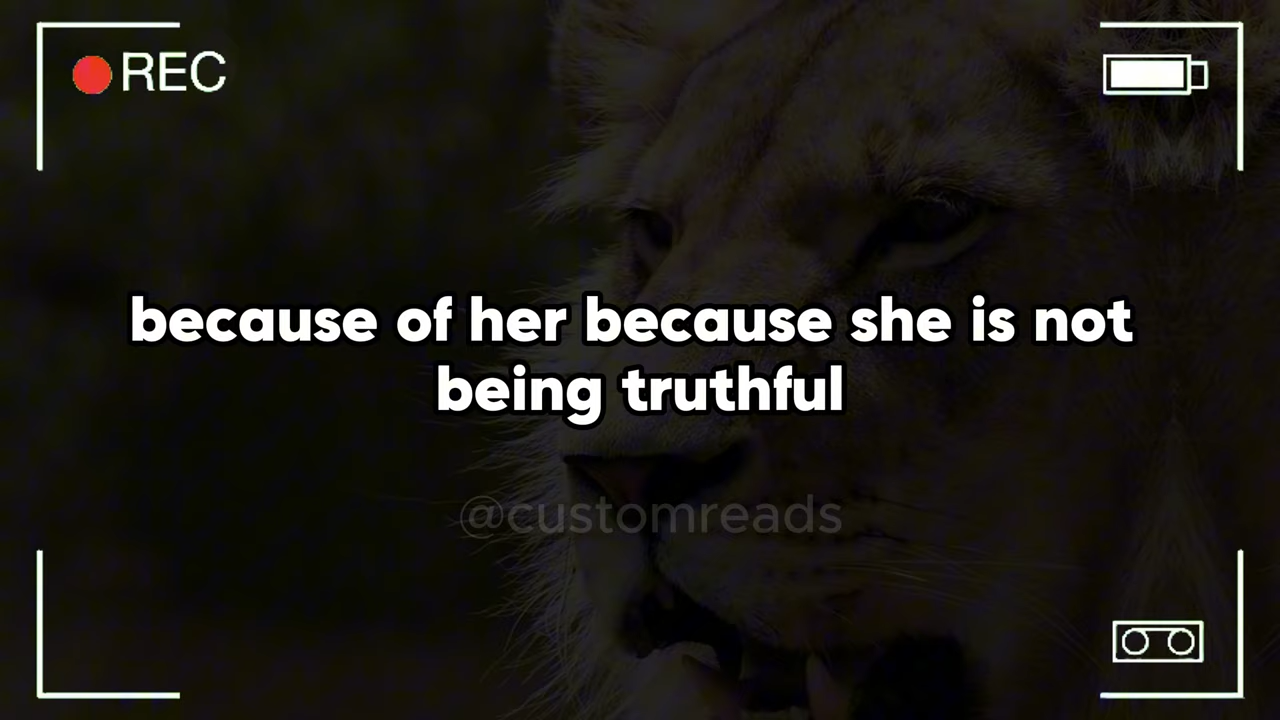 REC
because of her because she is not
being truthful
@customreads